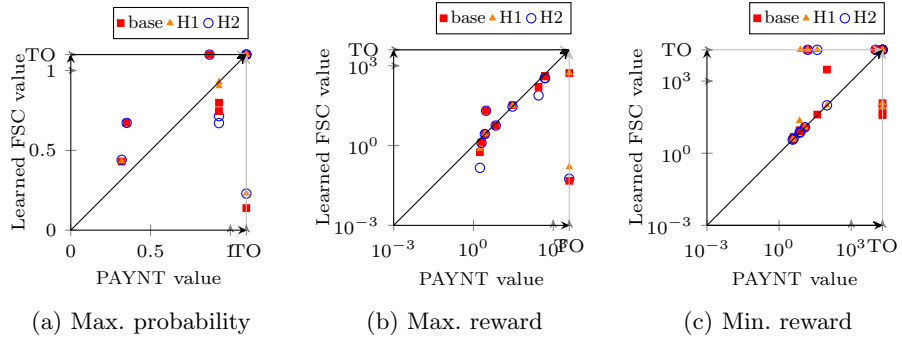 base H1 H2
TO
1
0.5
0
0 0.5 1 TO
Learned FSC value
PAYNT value
(a) Max. probability
base H1 H2
TO
10^3
10^0
10^−3
10^−3 10^0 10^3 TO
Learned FSC value
PAYNT value
(b) Max. reward
base H1 H2
TO
10^3
10^0
10^−3
10^−3 10^0 10^3 TO
Learned FSC value
PAYNT value
(c) Min. reward